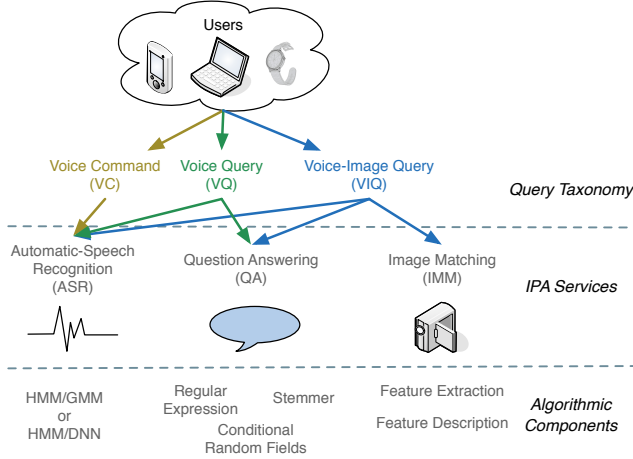 Users
Voice Command
(VC)
Voice Query
(VQ)
Voice-Image Query
(VIQ)
Query Taxonomy
Automatic-Speech
Recognition
(ASR)
Question Answering
(QA)
Image Matching
(IMM)
IPA Services
HMM/GMM
or
HMM/DNN
Regular
Expression
Stemmer
Conditional
Random Fields
Feature Extraction
Feature Description
Algorithmic
Components